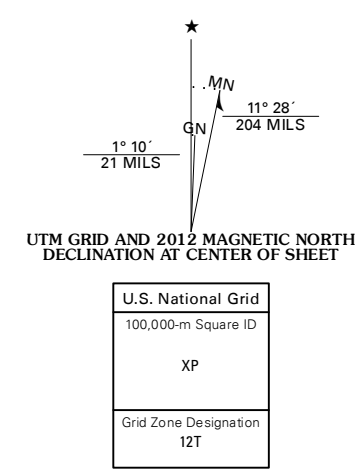 MN
11° 28´
204 MILS
GN
1° 10´
21 MILS
UTM GRID AND 2012 MAGNETIC NORTH
DECLINATION AT CENTER OF SHEET
U.S. National Grid
100,000-m Square ID
XP
Grid Zone Designation
12T